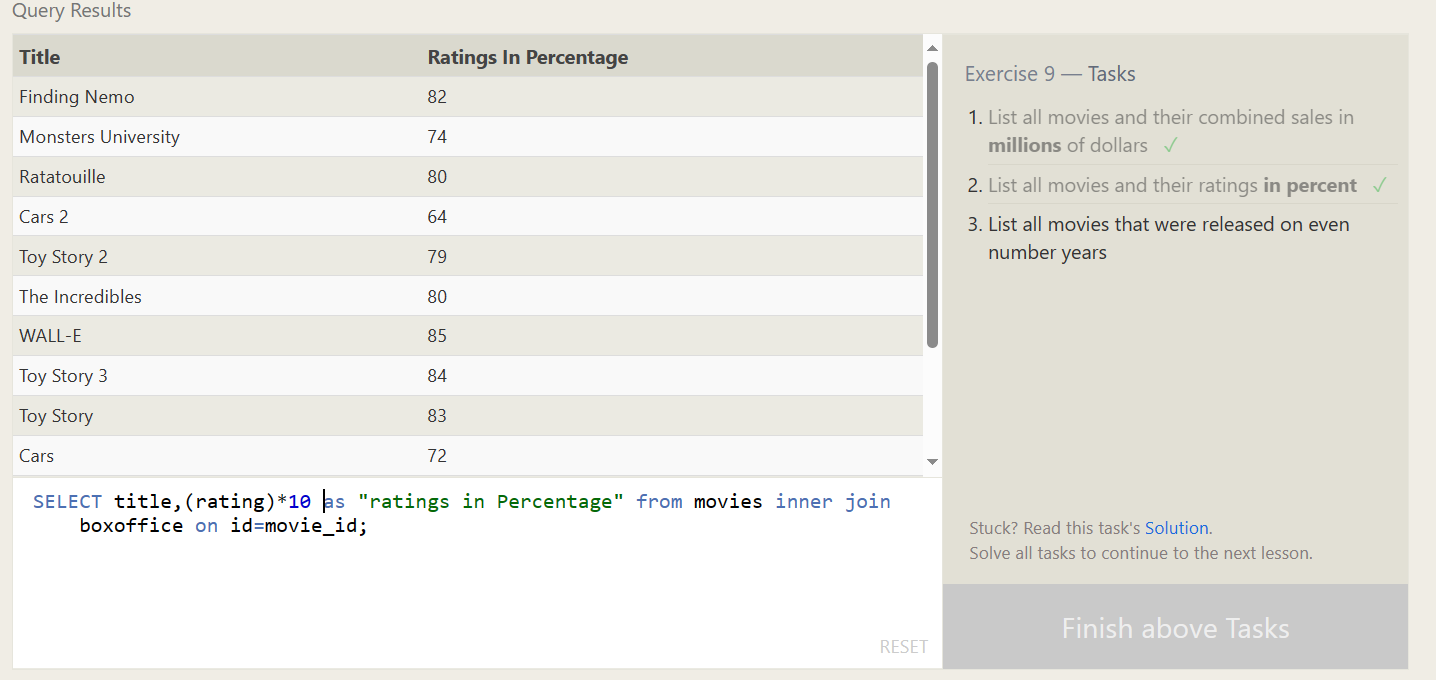 Query Results
Title Ratings In Percentage
Finding Nemo 82
Monsters University 74
Ratatouille 80
Cars 2 64
Toy Story 2 79
The Incredibles 80
WALL-E 85
Toy Story 3 84
Toy Story 83
Cars 72
SELECT title,(rating)*10 as "ratings in Percentage" from movies inner join
boxoffice on id=movie_id;
RESET
Exercise 9 — Tasks
1. List all movies and their combined sales in
millions of dollars ✓
2. List all movies and their ratings in percent ✓
3. List all movies that were released on even
number years
Stuck? Read this task's Solution.
Solve all tasks to continue to the next lesson.
Finish above Tasks